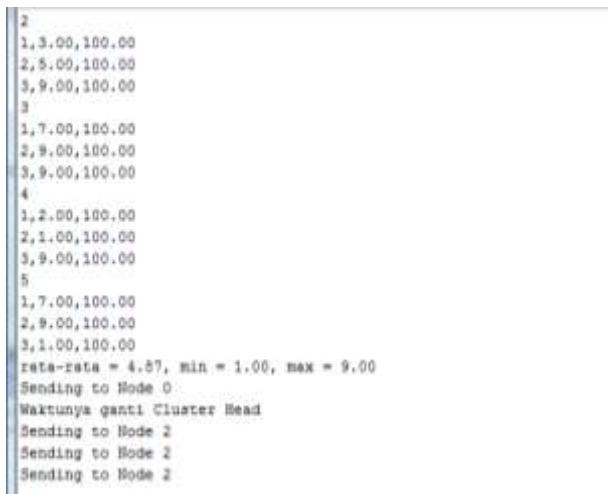 2
1,3.00,100.00
2,5.00,100.00
3,9.00,100.00
3
1,7.00,100.00
2,9.00,100.00
3,9.00,100.00
4
1,2.00,100.00
2,1.00,100.00
3,9.00,100.00
5
1,7.00,100.00
2,9.00,100.00
3,1.00,100.00
rata-rata = 4.87, min = 1.00, max = 9.00
Sending to Node 0
Waktunya ganti Cluster Head
Sending to Node 2
Sending to Node 2
Sending to Node 2